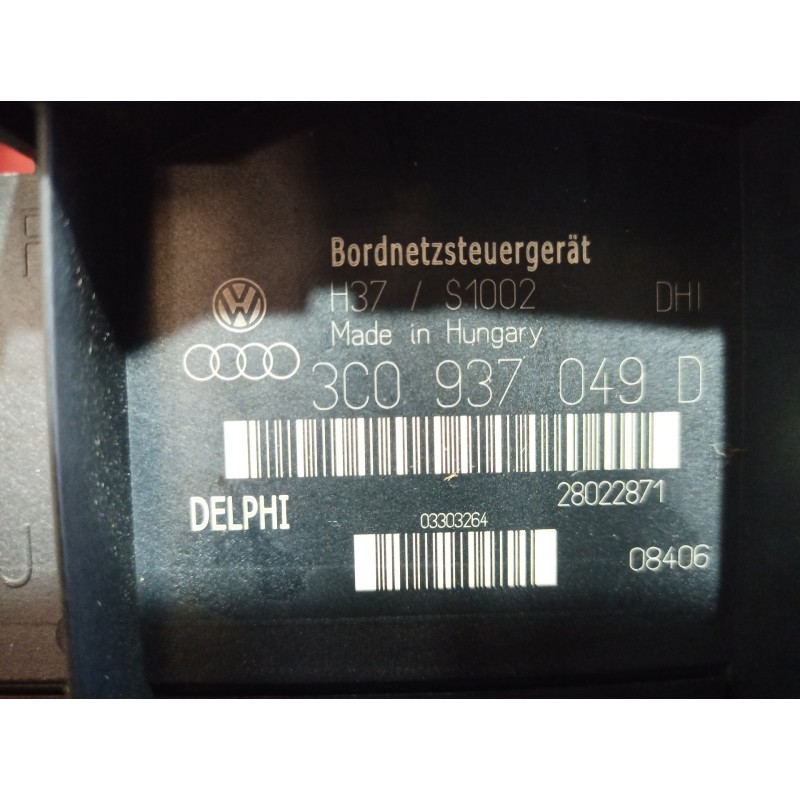 Bordnetzsteuergerät
H37 / S1002 DHI
Made in Hungary
3C0 937 049 D
28022871
DELPHI
03303264
08406